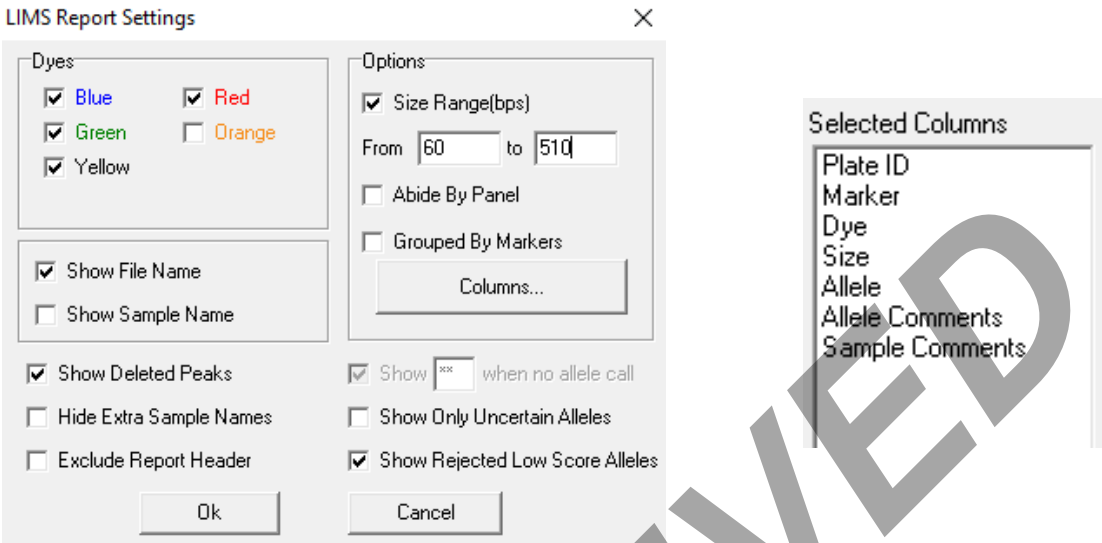 LIMS Report Settings
Dyes
Blue Red
Green Orange
Yellow
Show File Name
Show Sample Name
Show Deleted Peaks
Hide Extra Sample Names
Exclude Report Header
Ok
Options
Size Range(bps)
From 60 to 510
Abide By Panel
Grouped By Markers
Columns...
Show ** when no allele call
Show Only Uncertain Alleles
Show Rejected Low Score Alleles
Cancel
Selected Columns
Plate ID
Marker
Dye
Size
Allele
Allele Comments
Sample Comments
VED